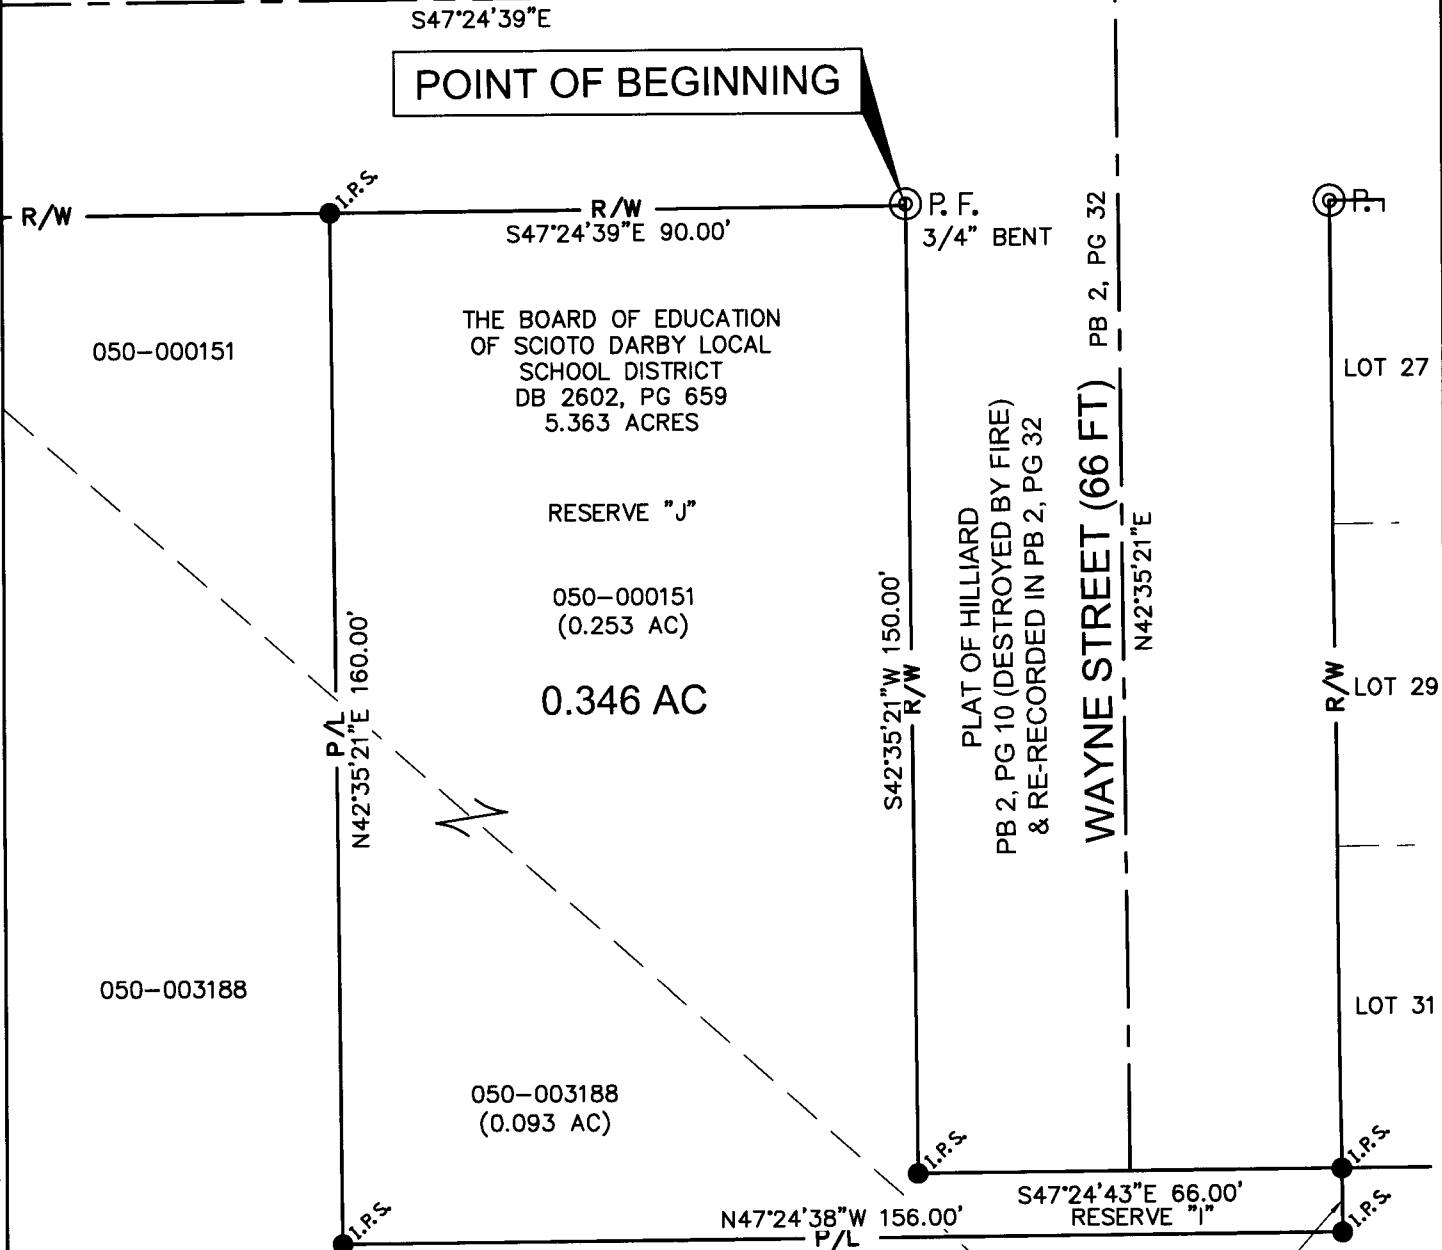 S47°24'39"E
POINT OF BEGINNING
I.P.S.
R/W
R/W
S47°24'39"E 90.00'
P. F.
3/4" BENT
THE BOARD OF EDUCATION
OF SCIOTO DARBY LOCAL
SCHOOL DISTRICT
DB 2602, PG 659
5.363 ACRES
050-000151
LOT 27
RESERVE "J"
050-000151
(0.253 AC)
0.346 AC
P/L
N42°35'21"E 160.00'
S42°35'21"W 150.00'
R/W
PLAT OF HILLIARD
PB 2, PG 10 (DESTROYED BY FIRE)
& RE-RECORDED IN PB 2, PG 32
WAYNE STREET (66 FT) PB 2, PG 32
N42°35'21"E
R/W
LOT 29
050-003188
LOT 31
050-003188
(0.093 AC)
I.P.S.
I.P.S.
S47°24'43"E 66.00'
RESERVE "I"
I.P.S.
I.P.S.
N47°24'38"W 156.00'
P/L